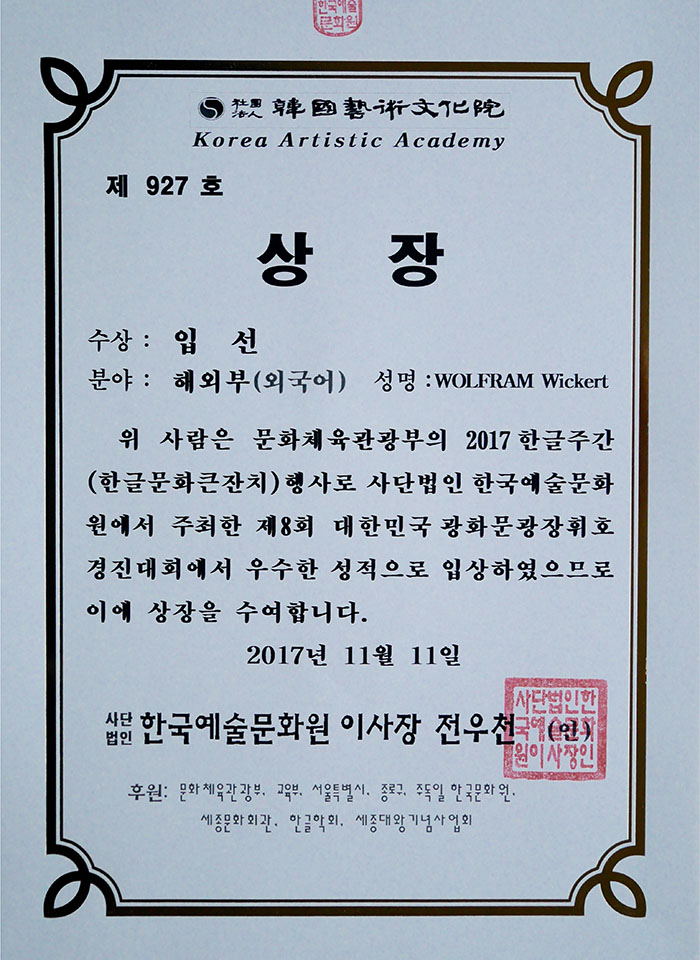 한국예술
문화원
社團法人 韓國藝術文化院
Korea Artistic Academy
제 927 호
상 장
수상 : 입 선
분야 : 해외부(외국어) 성명 : WOLFRAM Wickert
위 사람은 문화체육관광부의 2017 한글주간
(한글문화큰잔치)행사로 사단법인 한국예술문화
원에서 주최한 제8회 대한민국 광화문광장휘호
경진대회에서 우수한 성적으로 입상하였으므로
이에 상장을 수여합니다.
2017년 11월 11일
사단법인 한국예술문화원 이사장 전우천 (인)
사단법인한
국예술문화
원이사장인
후원: 문화체육관광부, 교육부, 서울특별시, 종로구, 주독일 한국문화원,
세종문화회관, 한글학회, 세종대왕기념사업회